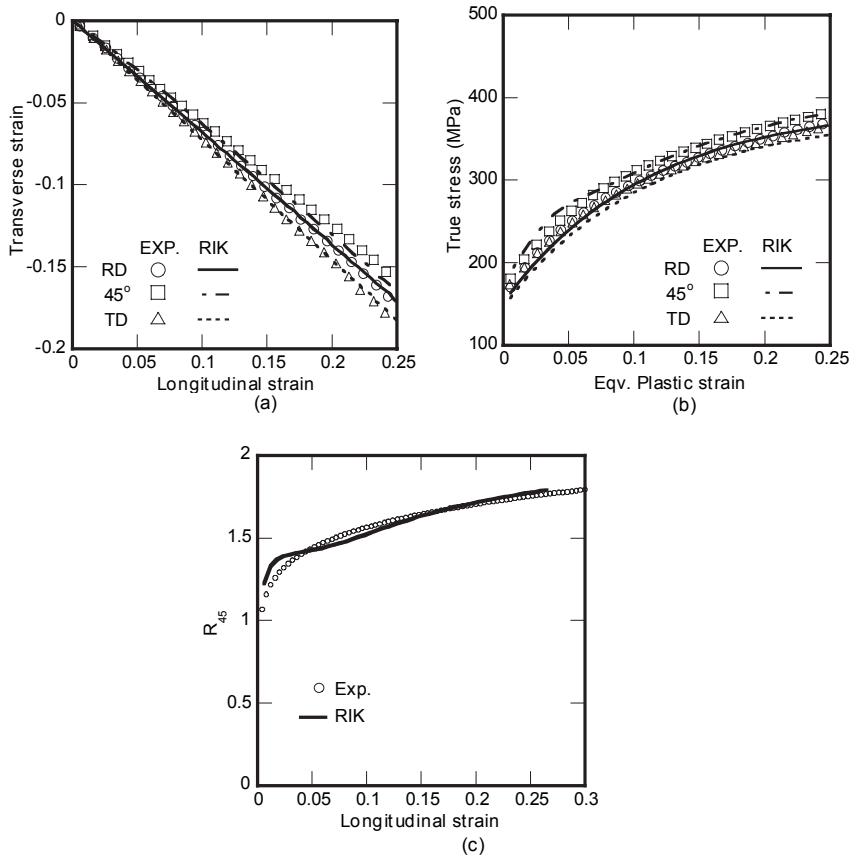 0
-0.05
-0.1
-0.15
-0.2
Transverse strain
EXP. RIK
RD
45°
TD
0 0.05 0.1 0.15 0.2 0.25
Longitudinal strain
(a)
500
400
300
200
100
True stress (MPa)
EXP. RIK
RD
45°
TD
0 0.05 0.1 0.15 0.2 0.25
Eqv. Plastic strain
(b)
2
1.5
1
0.5
0
R45
Exp.
RIK
0 0.05 0.1 0.15 0.2 0.25 0.3
Longitudinal strain
(c)